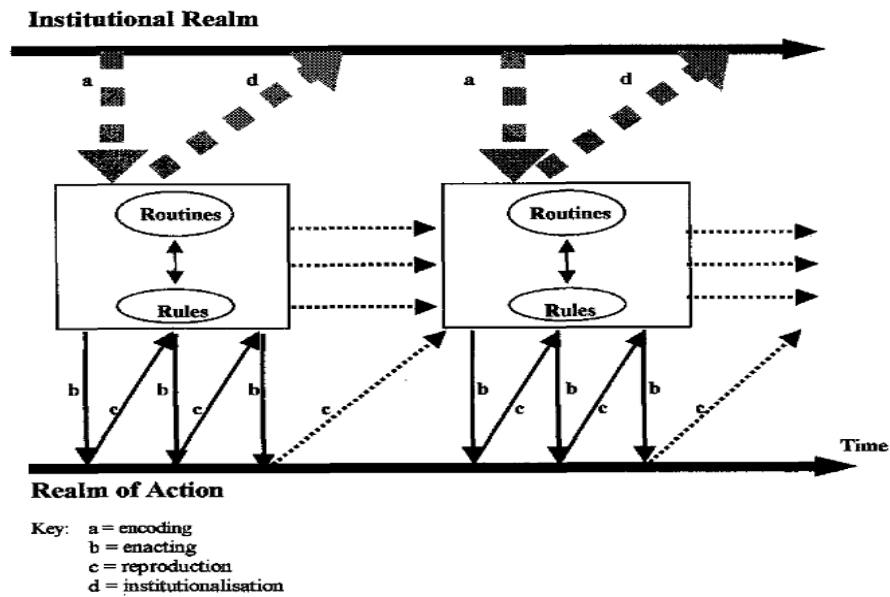 Institutional Realm
a
d
a
d
Routines
Routines
Rules
Rules
b
c
b
c
b
c
b
c
b
c
b
c
Time
Realm of Action
Key: a = encoding
b = enacting
c = reproduction
d = institutionalisation